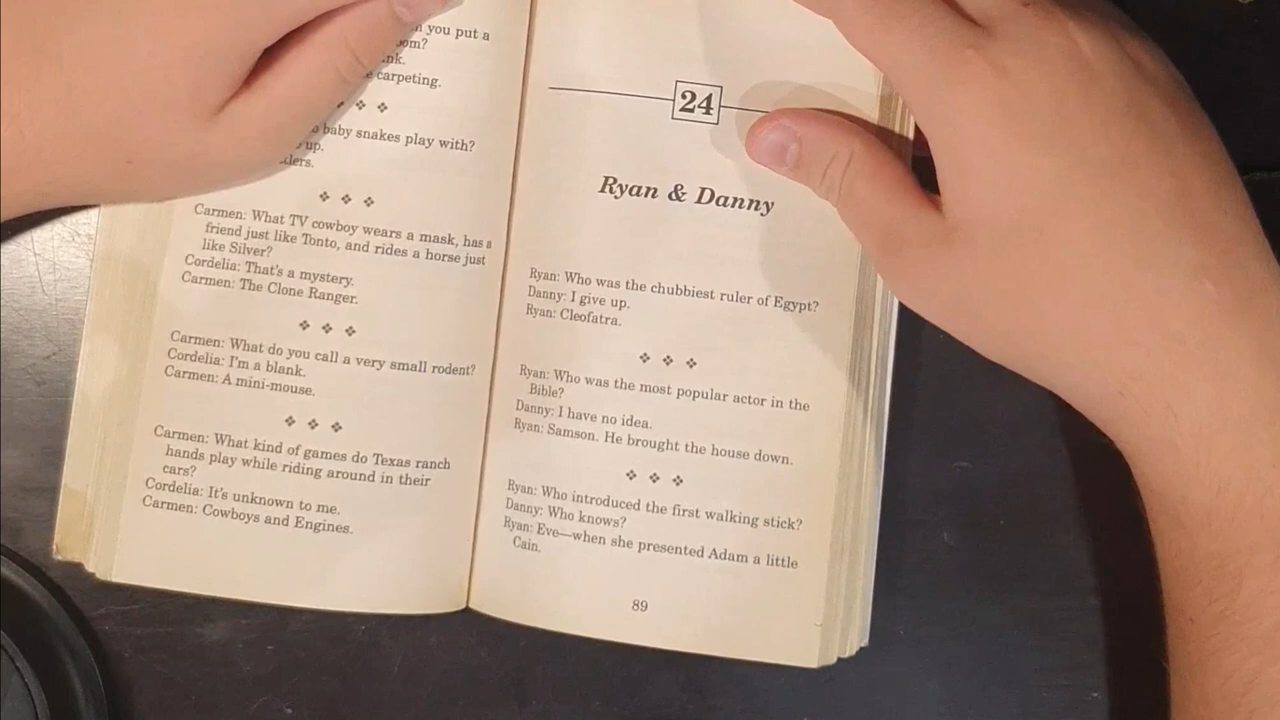 you put a
carpeting.
baby snakes play with?
up.
Carmen: What TV cowboy wears a mask, has a
friend just like Tonto, and rides a horse just
like Silver?
Cordelia: That's a mystery.
Carmen: The Clone Ranger.
Carmen: What do you call a very small rodent?
Cordelia: I'm a blank.
Carmen: A mini-mouse.
Carmen: What kind of games do Texas ranch
hands play while riding around in their
cars?
Cordelia: It's unknown to me.
Carmen: Cowboys and Engines.
24
Ryan & Danny
Ryan: Who was the chubbiest ruler of Egypt?
Danny: I give up.
Ryan: Cleofatra.
Ryan: Who was the most popular actor in the
Bible?
Danny: I have no idea.
Ryan: Samson. He brought the house down.
Ryan: Who introduced the first walking stick?
Danny: Who knows?
Ryan: Eve—when she presented Adam a little
Cain.
89